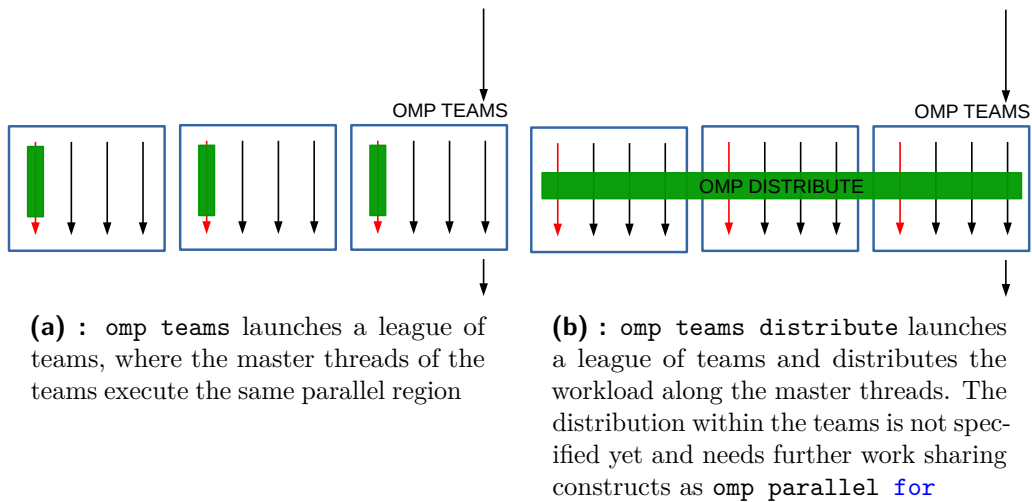 OMP TEAMS
OMP TEAMS
OMP DISTRIBUTE
(a) : omp teams launches a league of
teams, where the master threads of the
teams execute the same parallel region
(b) : omp teams distribute launches
a league of teams and distributes the
workload along the master threads. The
distribution within the teams is not spec-
ified yet and needs further work sharing
constructs as omp parallel for